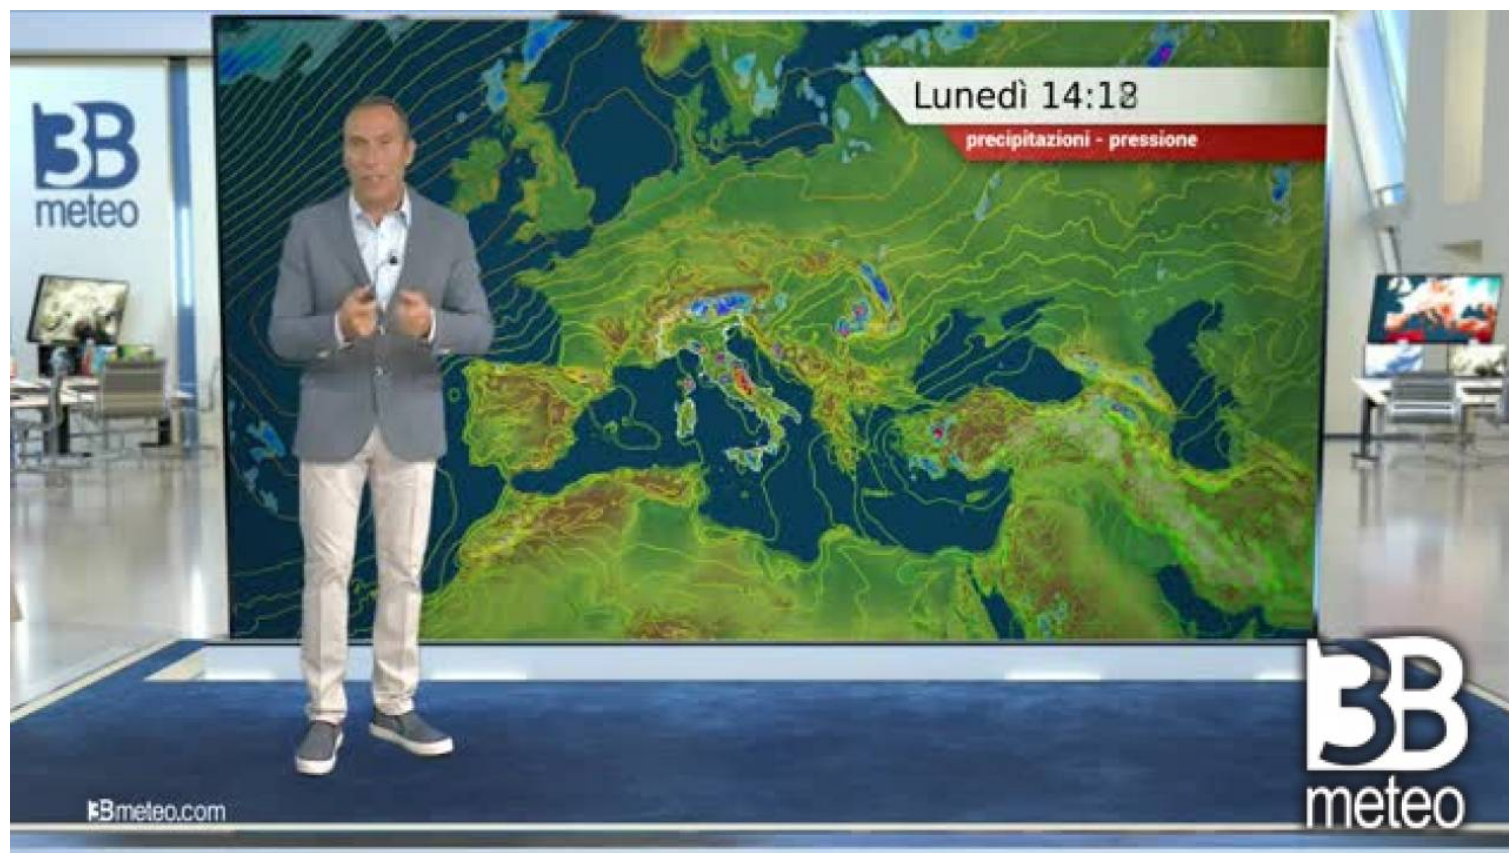 3B
meteo
Lunedì 14:18
precipitazioni - pressione
3Bmeteo.com
3B
meteo